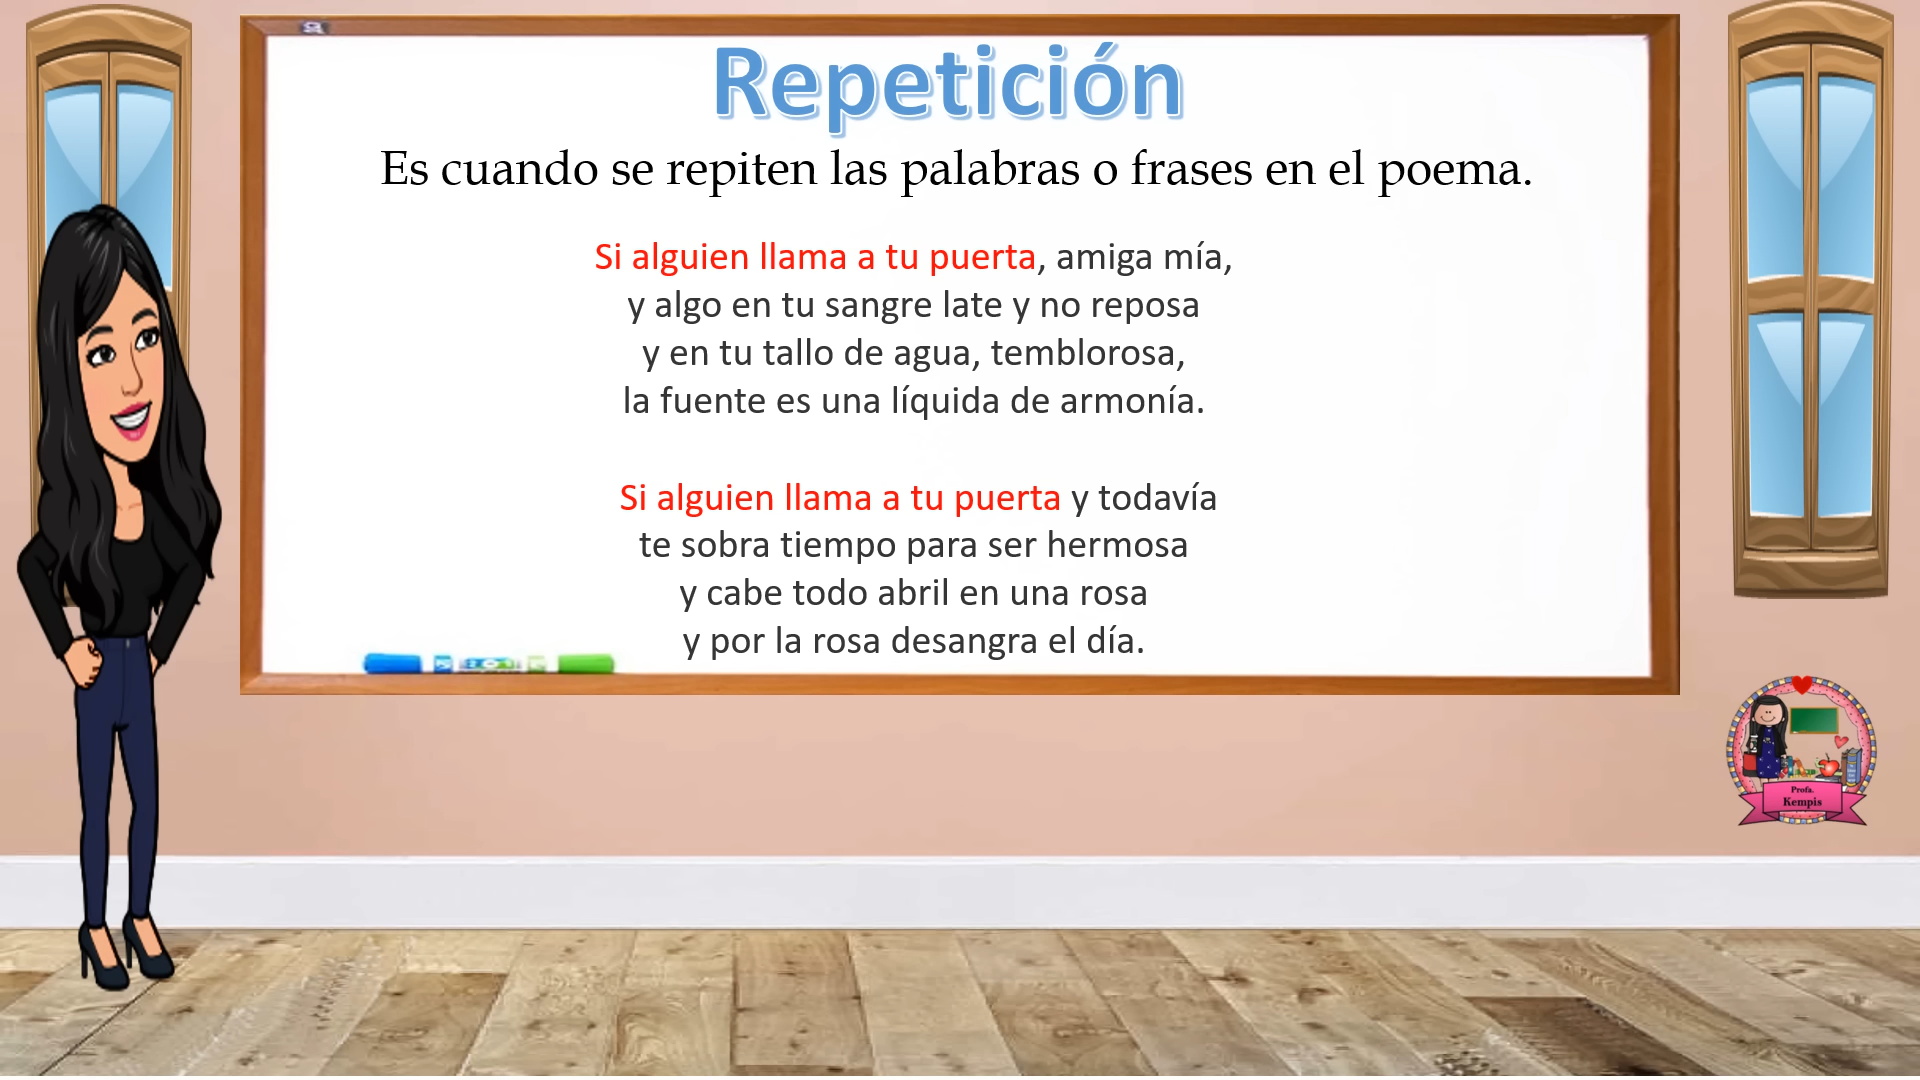 Repetición
Es cuando se repiten las palabras o frases en el poema.
Si alguien llama a tu puerta, amiga mía,
y algo en tu sangre late y no reposa
y en tu tallo de agua, temblorosa,
la fuente es una líquida de armonía.
Si alguien llama a tu puerta y todavía
te sobra tiempo para ser hermosa
y cabe todo abril en una rosa
y por la rosa desangra el día.
Profa.
Kempis